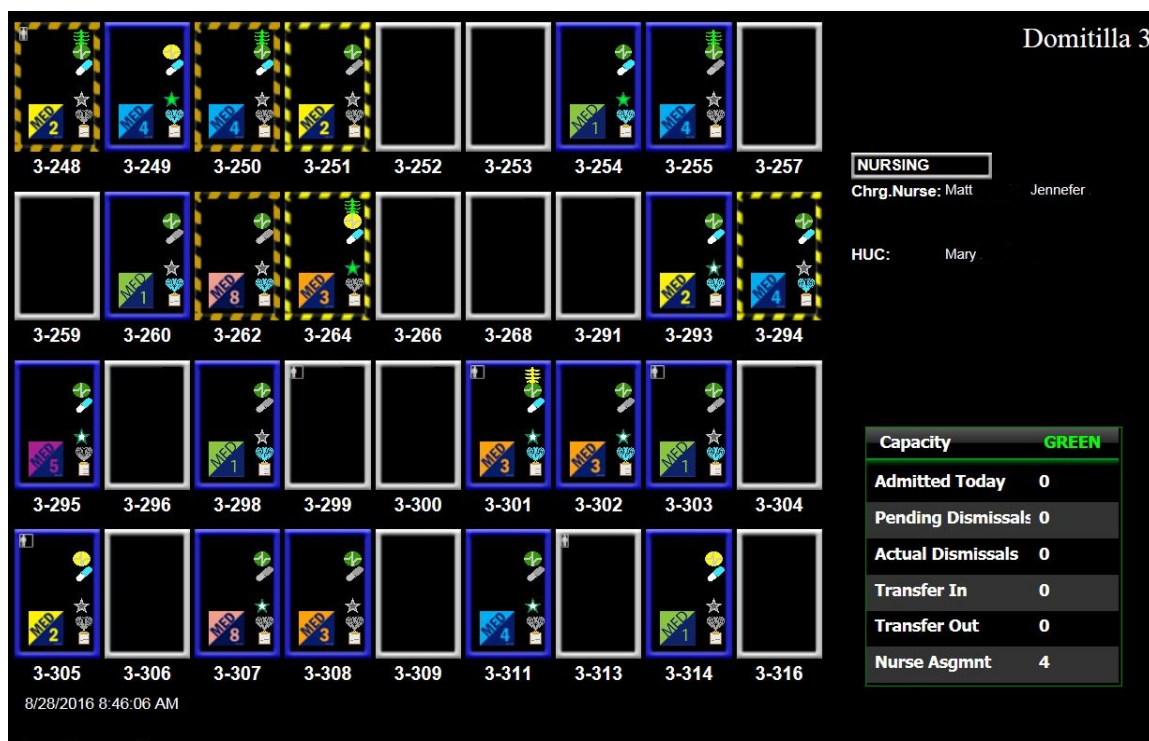 Domitilla 3
MED 2
MED 4
MED 4
MED 2
MED 1
MED 4
3-248 3-249 3-250 3-251 3-252 3-253 3-254 3-255 3-257
NURSING
Chrg.Nurse: Matt Jennefer
HUC: Mary
MED 1
MED 8
MED 3
MED 2
MED 4
3-259 3-260 3-262 3-264 3-266 3-268 3-291 3-293 3-294
MED 5
MED 1
MED 3
MED 3
MED 1
3-295 3-296 3-298 3-299 3-300 3-301 3-302 3-303 3-304
MED 2
MED 8
MED 3
MED 4
MED 1
3-305 3-306 3-307 3-308 3-309 3-311 3-313 3-314 3-316
8/28/2016 8:46:06 AM
Capacity GREEN
Admitted Today 0
Pending Dismissals 0
Actual Dismissals 0
Transfer In 0
Transfer Out 0
Nurse Asgmnt 4